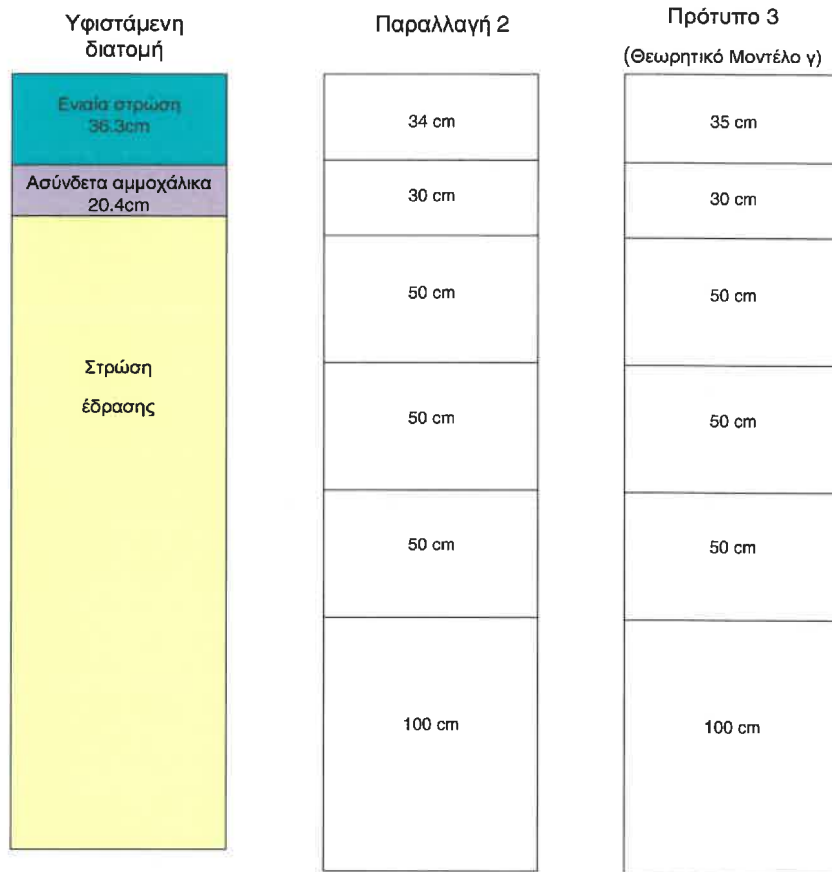 Υφιστάμενη
διατομή
Ενιαία στρώση
36.3cm
Ασύνδετα αμμοχάλικα
20.4cm
Στρώση
έδρασης
Παραλλαγή 2
34 cm
30 cm
50 cm
50 cm
50 cm
100 cm
Πρότυπο 3
(Θεωρητικό Μοντέλο γ)
35 cm
30 cm
50 cm
50 cm
50 cm
100 cm